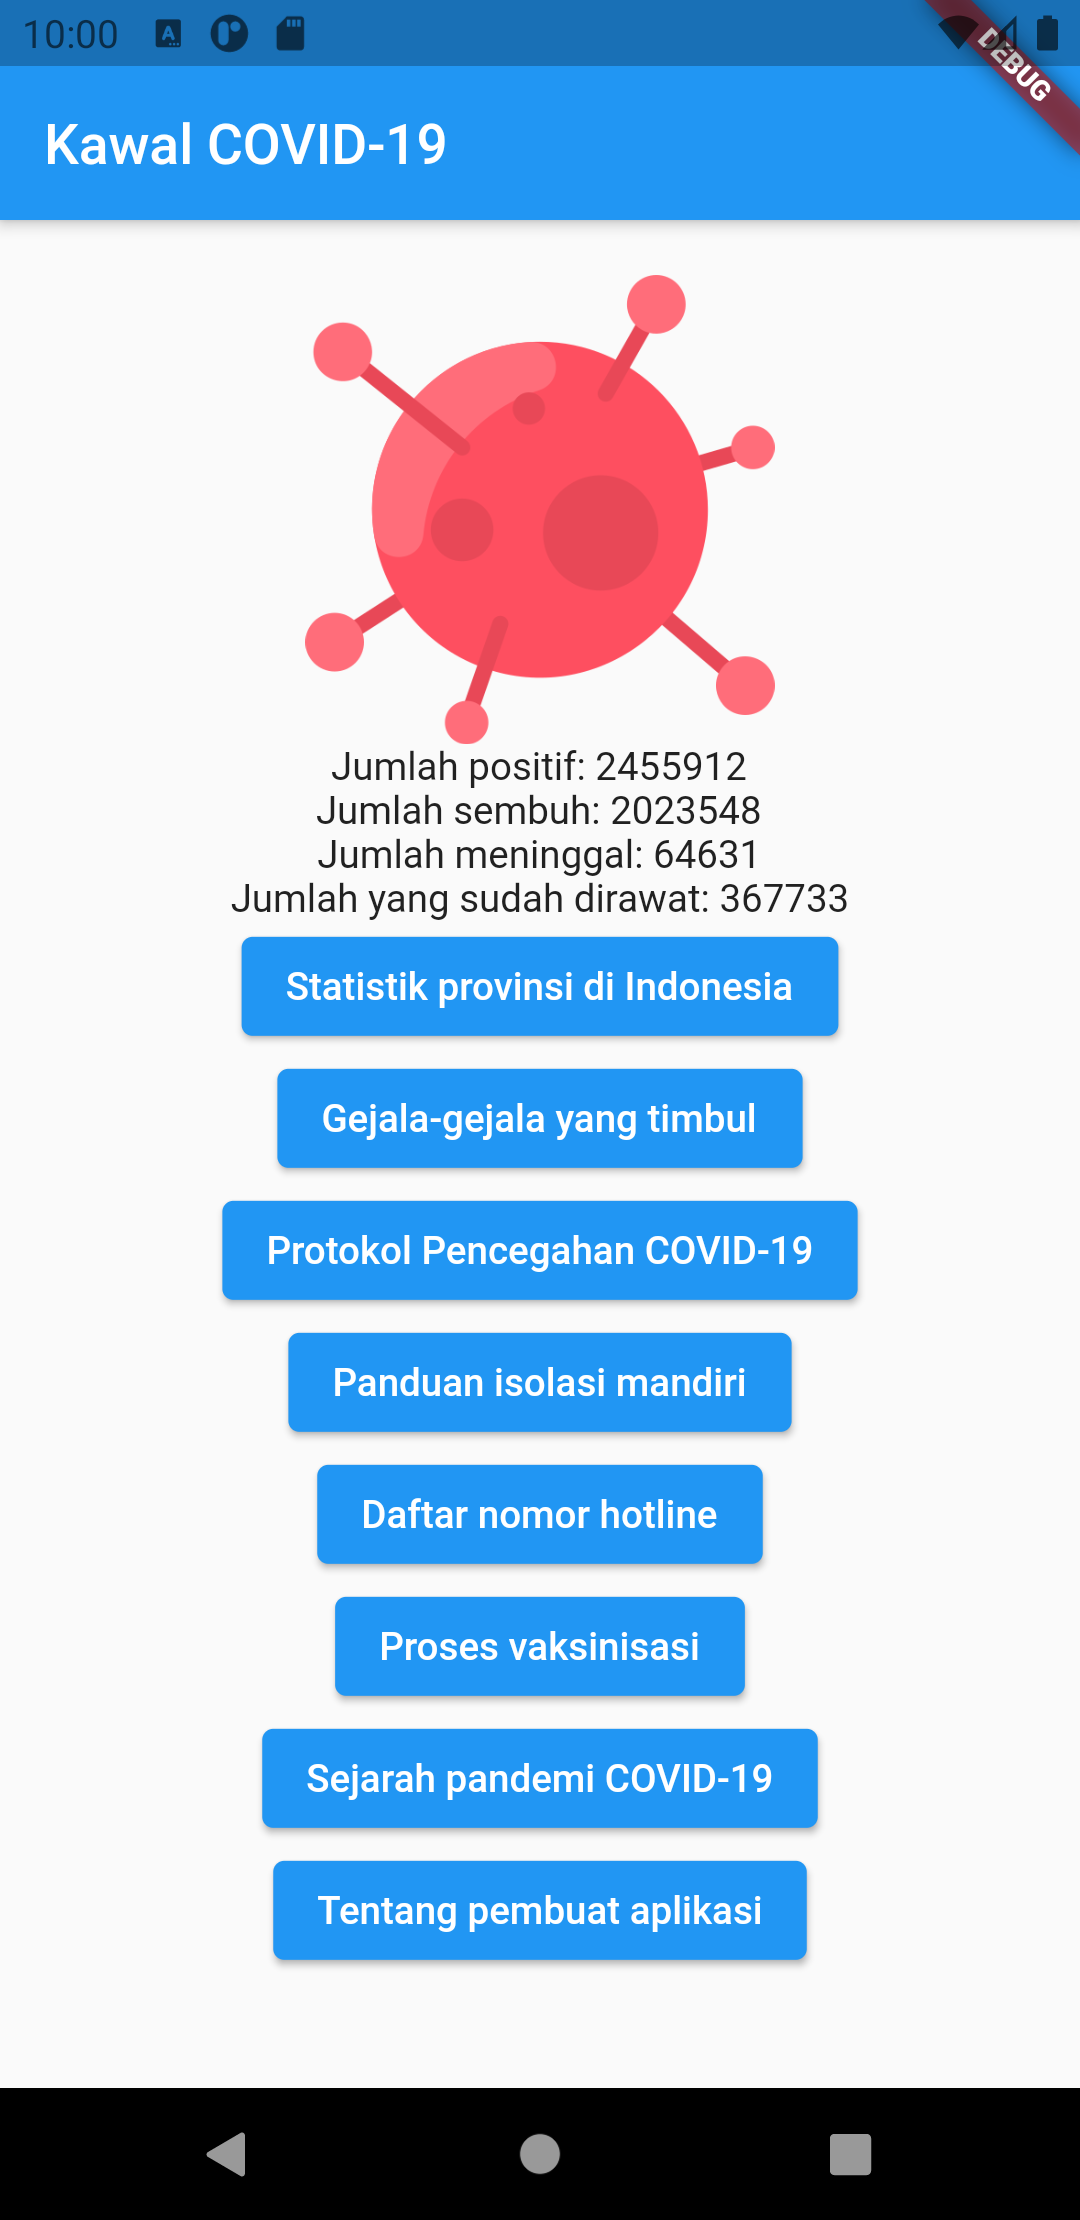 10:00
DEBUG
Kawal COVID-19
Jumlah positif: 2455912
Jumlah sembuh: 2023548
Jumlah meninggal: 64631
Jumlah yang sudah dirawat: 367733
Statistik provinsi di Indonesia
Gejala-gejala yang timbul
Protokol Pencegahan COVID-19
Panduan isolasi mandiri
Daftar nomor hotline
Proses vaksinisasi
Sejarah pandemi COVID-19
Tentang pembuat aplikasi